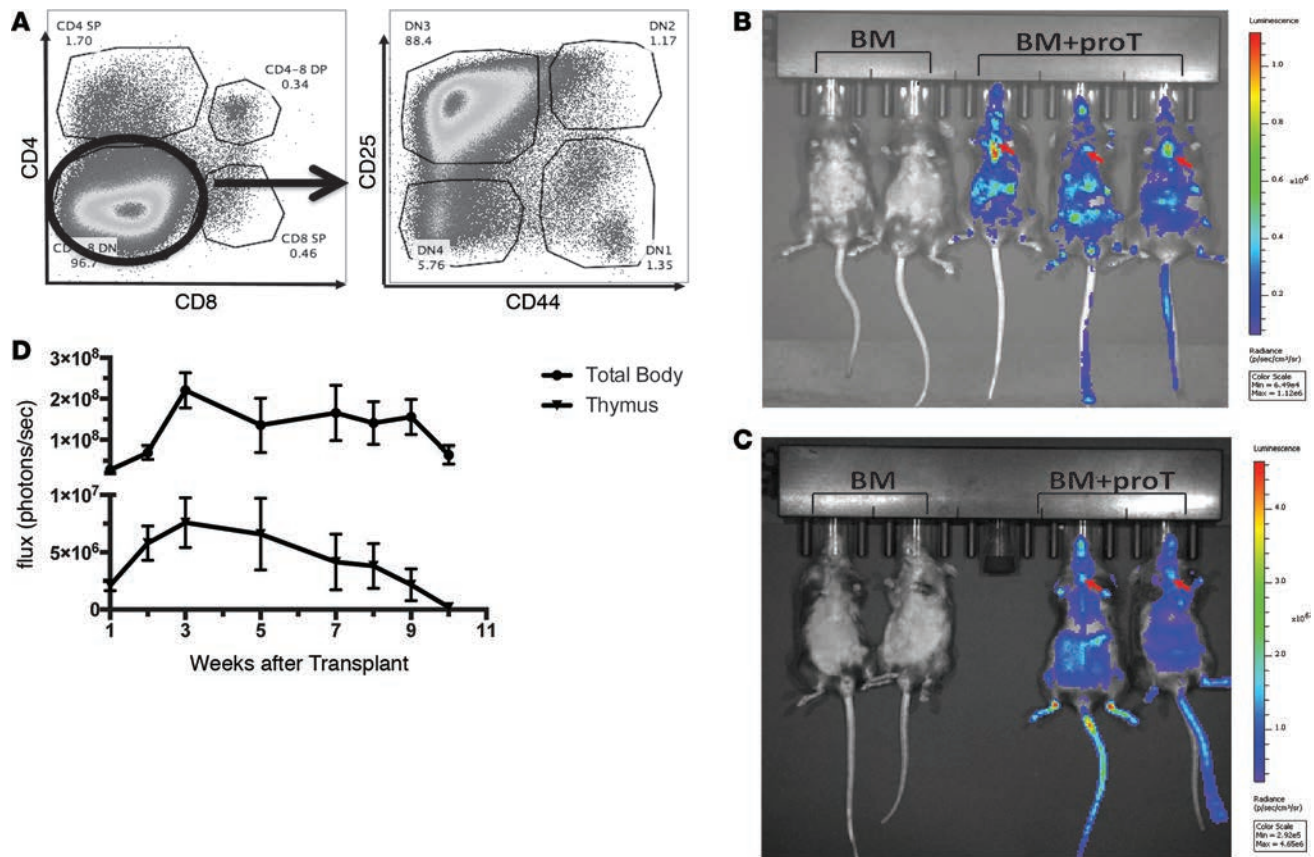 A
CD4 SP
1.70
CD4-8 DP
0.34
CD4-8 DN
96.7
CD8 SP
0.46
CD4
CD8
DN3
88.4
DN2
1.17
DN4
5.76
DN1
1.35
CD25
CD44
B
BM
BM+proT
Luminescence
1.0
0.8
0.6
x10⁶
0.4
0.2
Radiance
(p/sec/cm²/sr)
Color Scale
Min = 6.49e4
Max = 1.12e6
D
3×10⁸
2×10⁸
1×10⁸
1×10⁷
5×10⁶
0
flux (photons/sec)
1 3 5 7 9 11
Weeks after Transplant
Total Body
Thymus
C
BM
BM+proT
Luminescence
4.0
3.0
x10⁶
2.0
1.0
Radiance
(p/sec/cm²/sr)
Color Scale
Min = 2.92e5
Max = 4.65e6